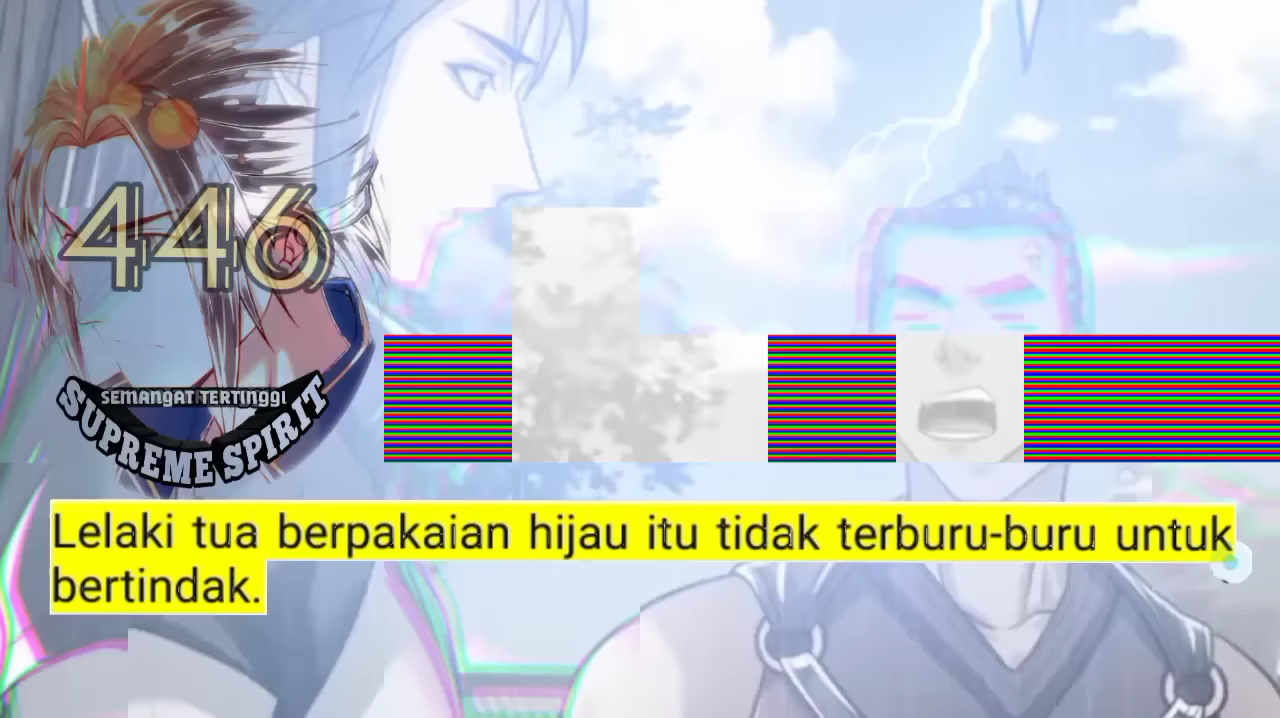 446
SEMANGAT TERTINGGI
SUPREME SPIRIT
Lelaki tua berpakaian hijau itu tidak terburu-buru untuk
bertindak.